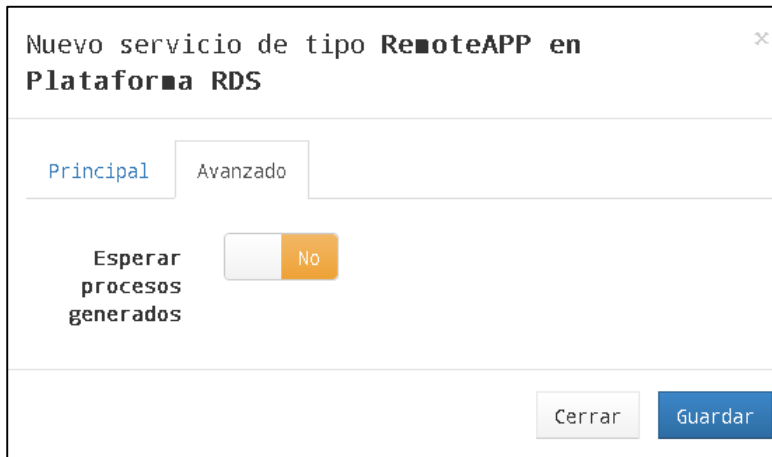 Nuevo servicio de tipo RemoteAPP en
Plataforma RDS
×
Principal
Avanzado
Esperar
procesos
generados
No
Cerrar
Guardar